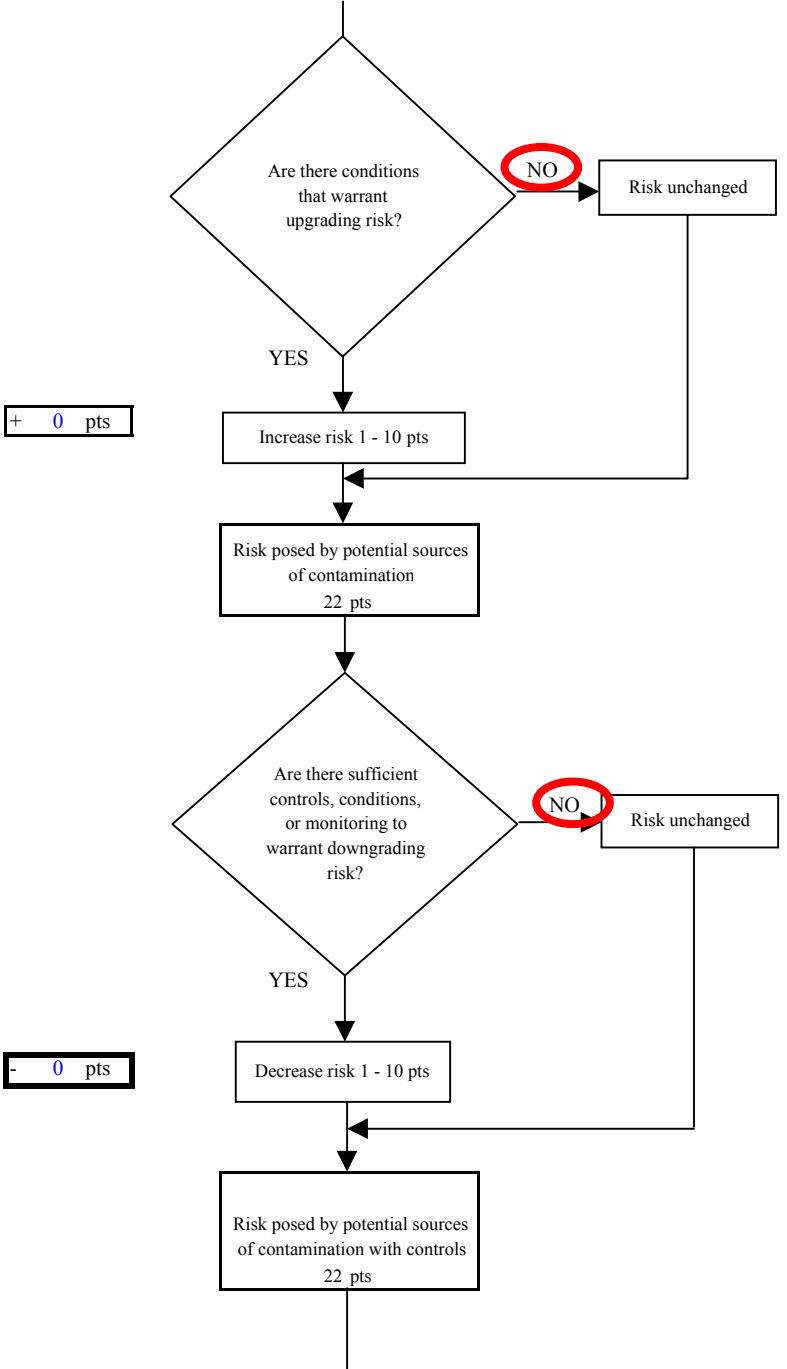 Are there conditions
that warrant
upgrading risk?
NO
Risk unchanged
YES
+ 0 pts
Increase risk 1 - 10 pts
Risk posed by potential sources
of contamination
22 pts
Are there sufficient
controls, conditions,
or monitoring to
warrant downgrading
risk?
NO
Risk unchanged
YES
- 0 pts
Decrease risk 1 - 10 pts
Risk posed by potential sources
of contamination with controls
22 pts